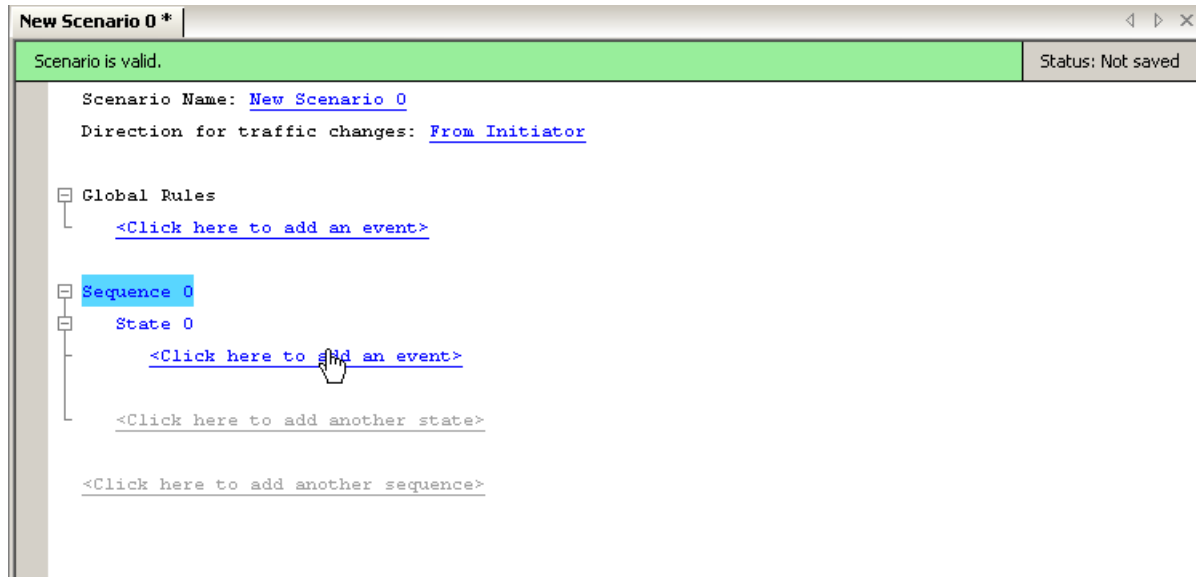 New Scenario 0 *
Scenario is valid. Status: Not saved
Scenario Name: New Scenario 0
Direction for traffic changes: From Initiator
Global Rules
<Click here to add an event>
Sequence 0
State 0
<Click here to add an event>
<Click here to add another state>
<Click here to add another sequence>